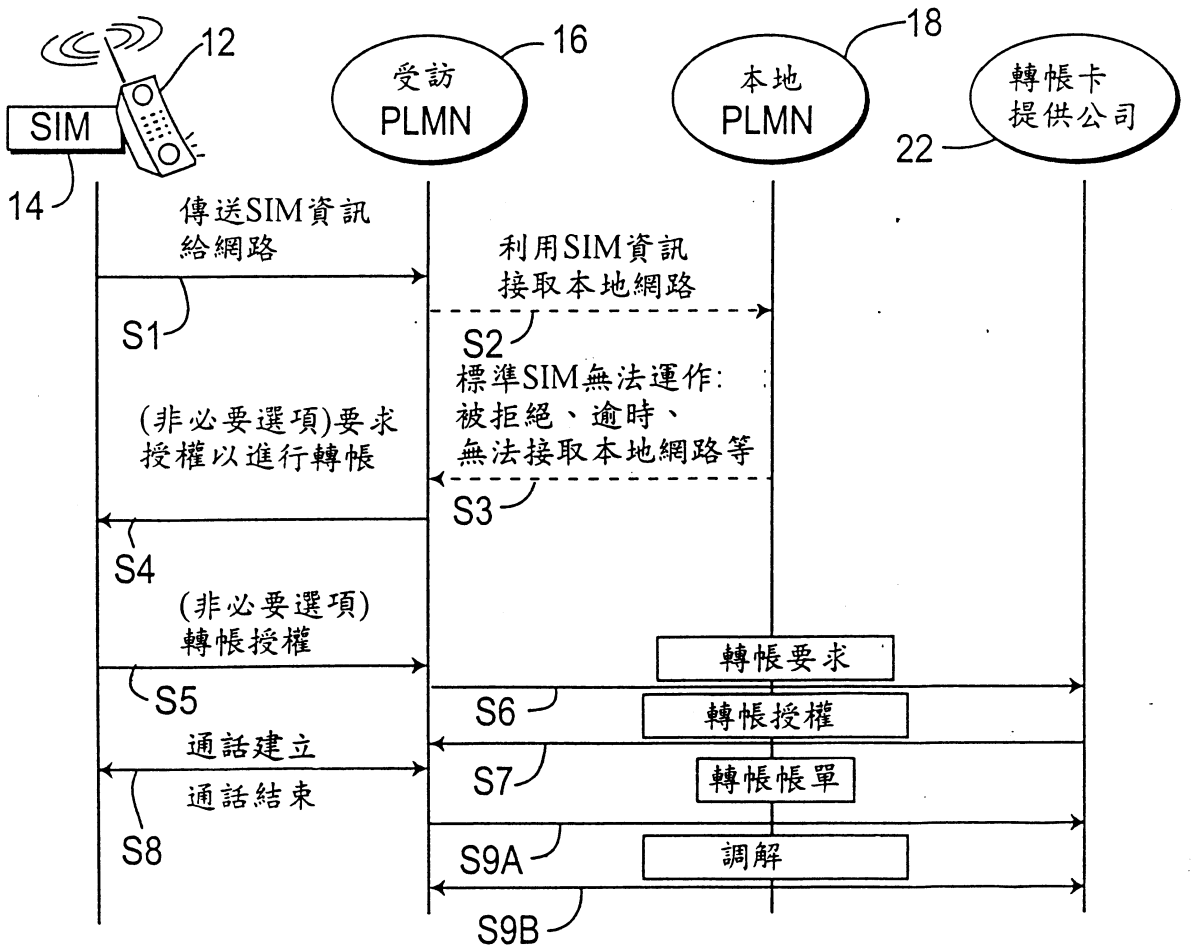 12
SIM
14
受訪
PLMN
16
本地
PLMN
18
轉帳卡
提供公司
22
傳送SIM資訊
給網路
S1
利用SIM資訊
接取本地網路
S2
標準SIM無法運作:
被拒絕、逾時、
無法接取本地網路等
S3
(非必要選項)要求
授權以進行轉帳
S4
(非必要選項)
轉帳授權
S5
轉帳要求
S6
轉帳授權
S7
通話建立
通話結束
S8
轉帳帳單
S9A
調解
S9B